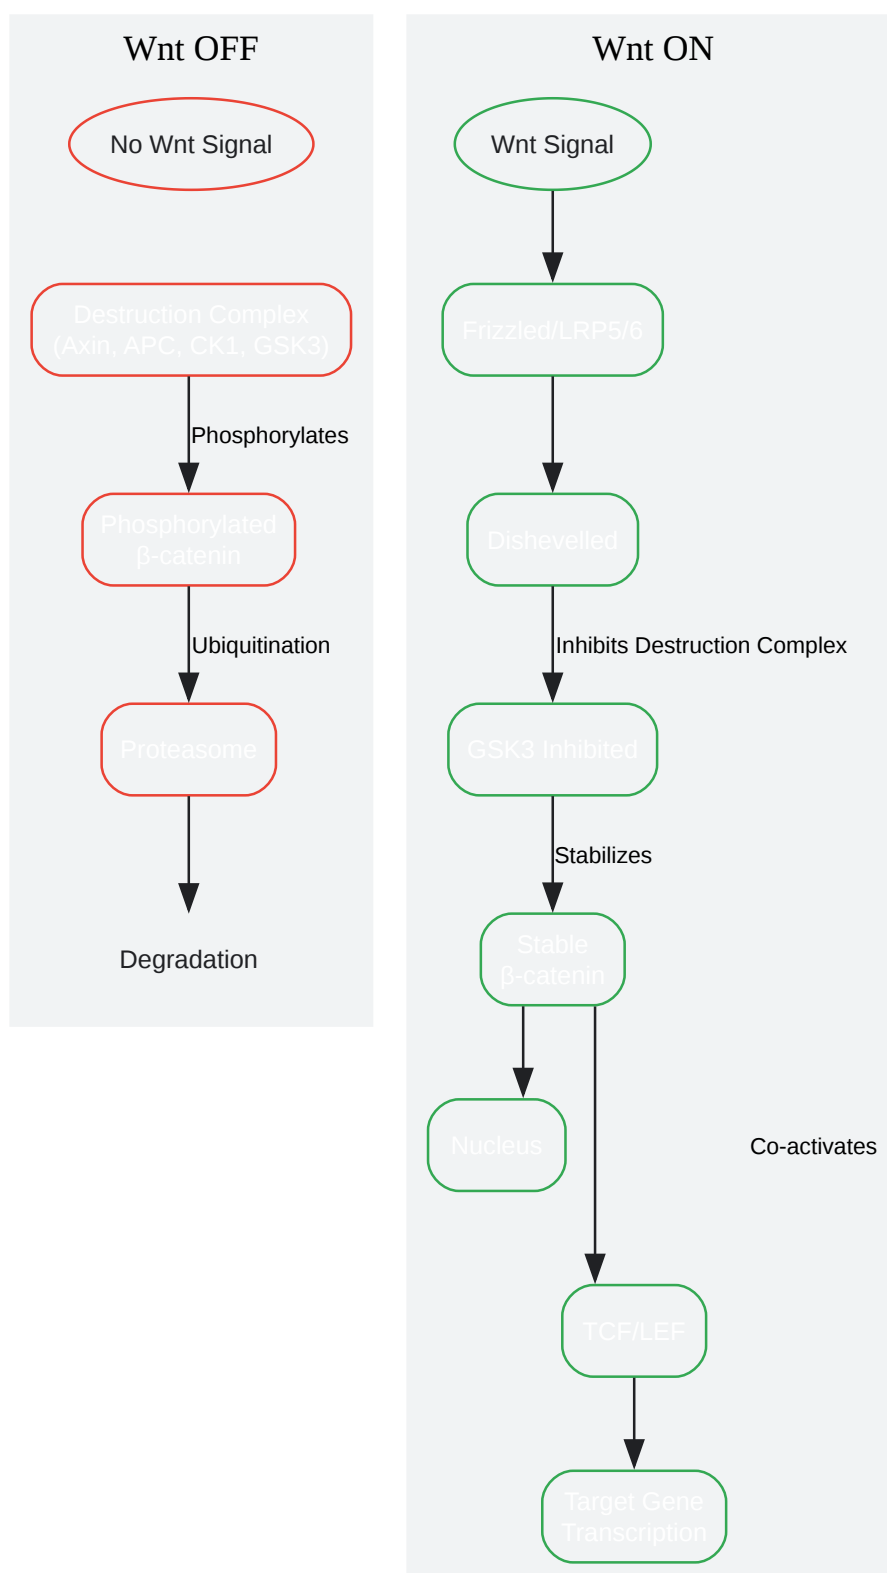 Wnt OFF
No Wnt Signal
Destruction Complex
(Axin, APC, CK1, GSK3)
Phosphorylates
Phosphorylated
β-catenin
Ubiquitination
Proteasome
Degradation
Wnt ON
Wnt Signal
Frizzled/LRP5/6
Dishevelled
Inhibits Destruction Complex
GSK3 Inhibited
Stabilizes
Stable
β-catenin
Nucleus
Co-activates
TCF/LEF
Target Gene
Transcription